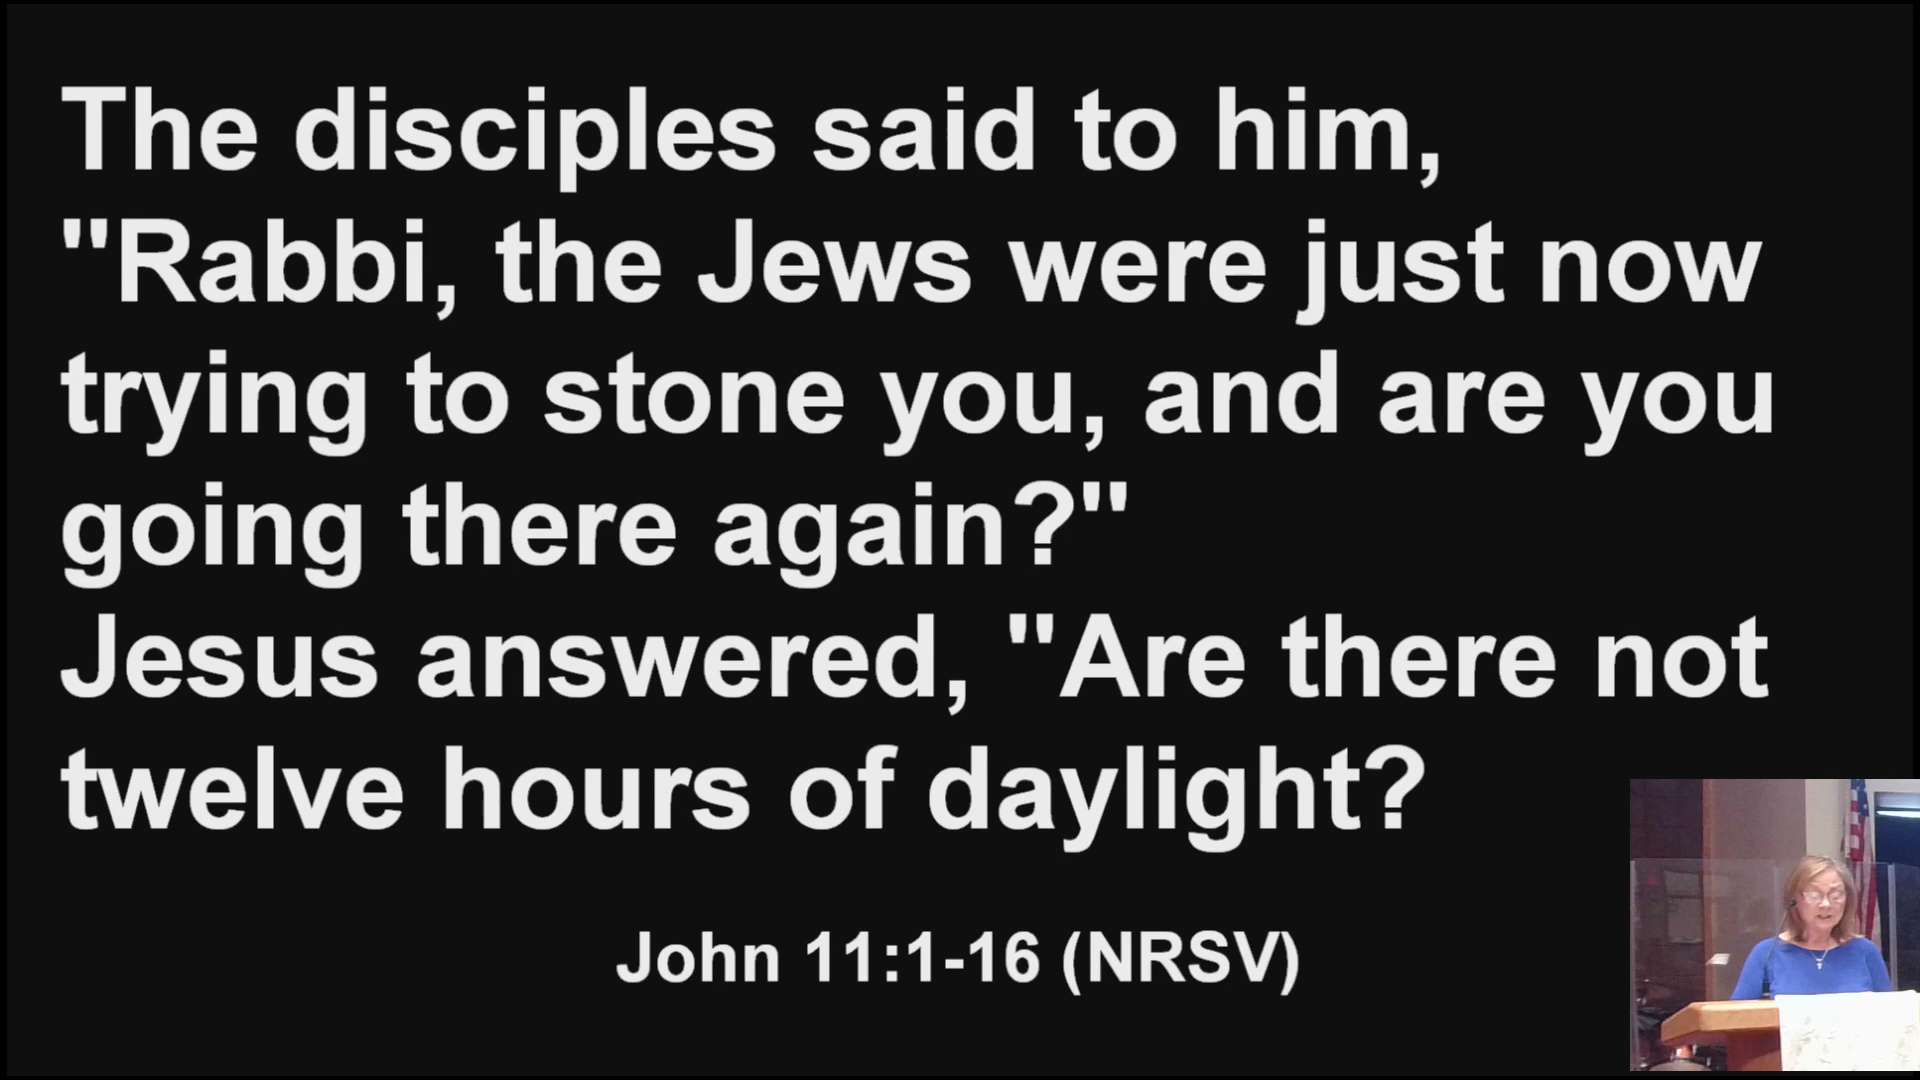 The disciples said to him,
"Rabbi, the Jews were just now
trying to stone you, and are you
going there again?"
Jesus answered, "Are there not
twelve hours of daylight?
John 11:1-16 (NRSV)